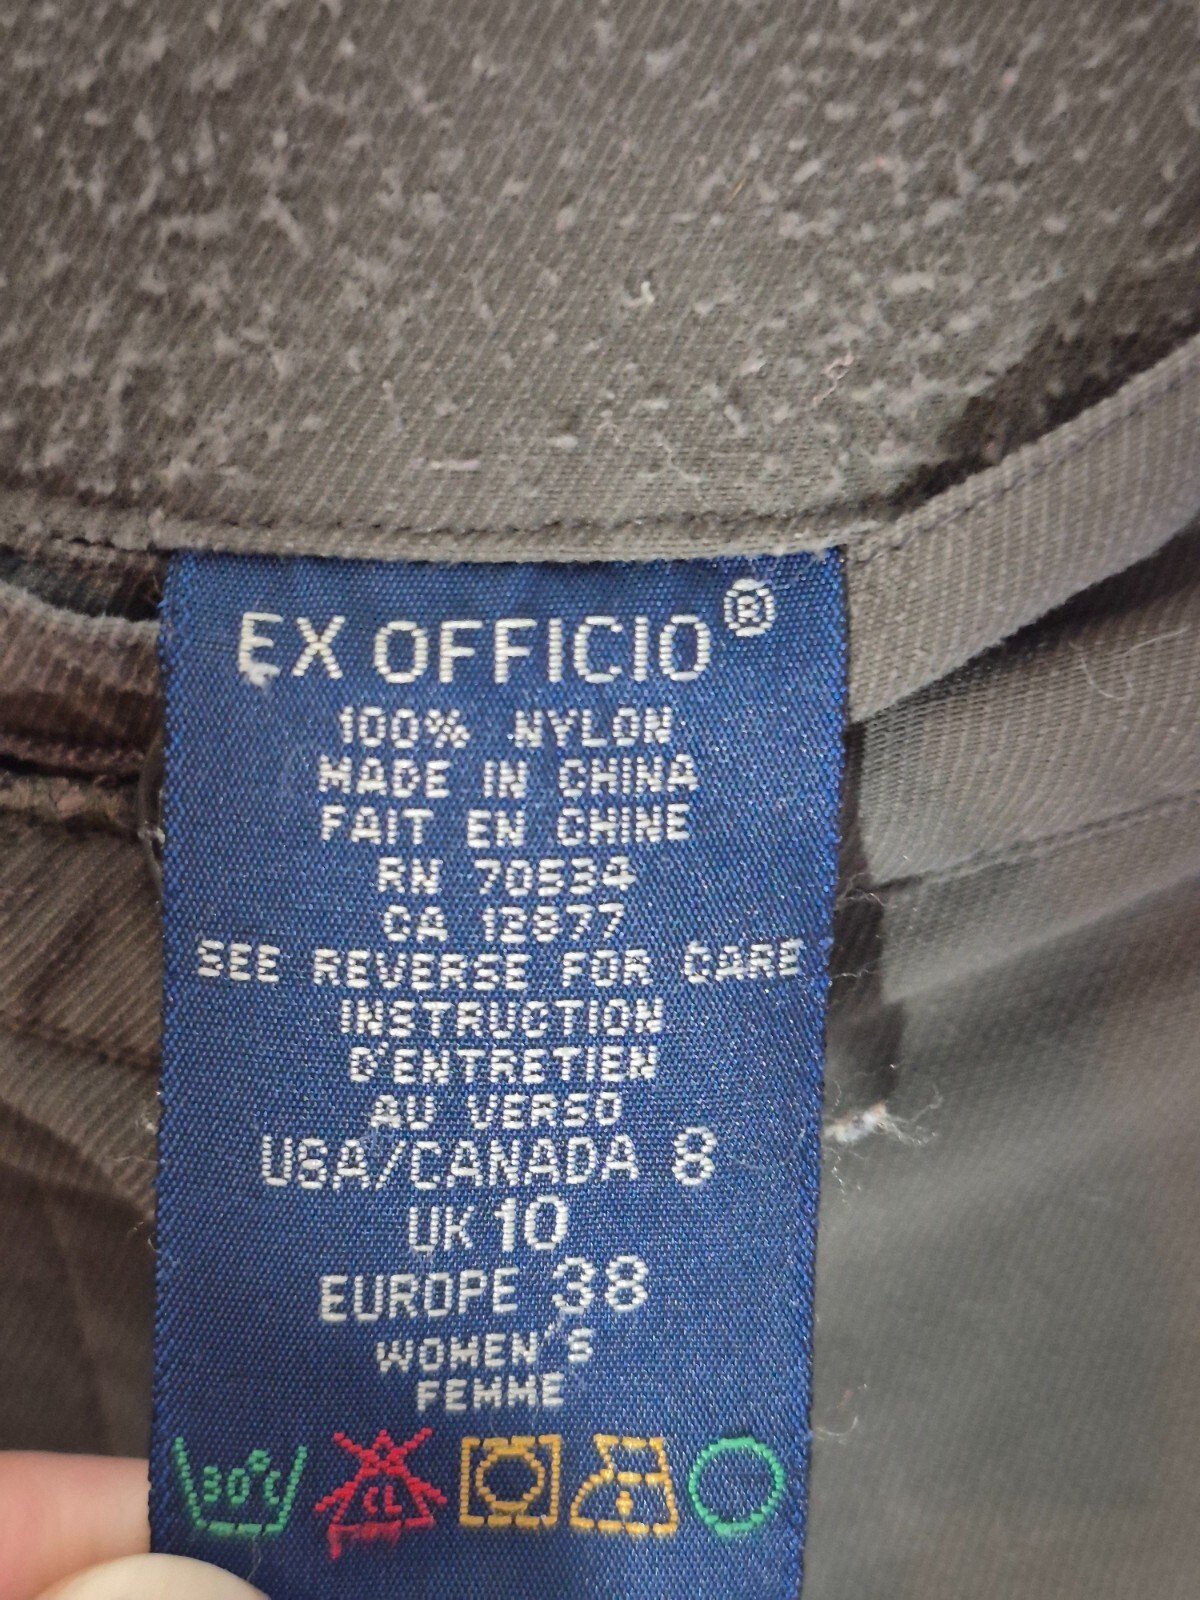 EX OFFICIO®
100% NYLON
MADE IN CHINA
FAIT EN CHINE
RN 70534
CA 12877
SEE REVERSE FOR CARE
INSTRUCTION
D'ENTRETIEN
AU VERSO
USA/CANADA 8
UK 10
EUROPE 38
WOMEN'S
FEMME
30°C CL